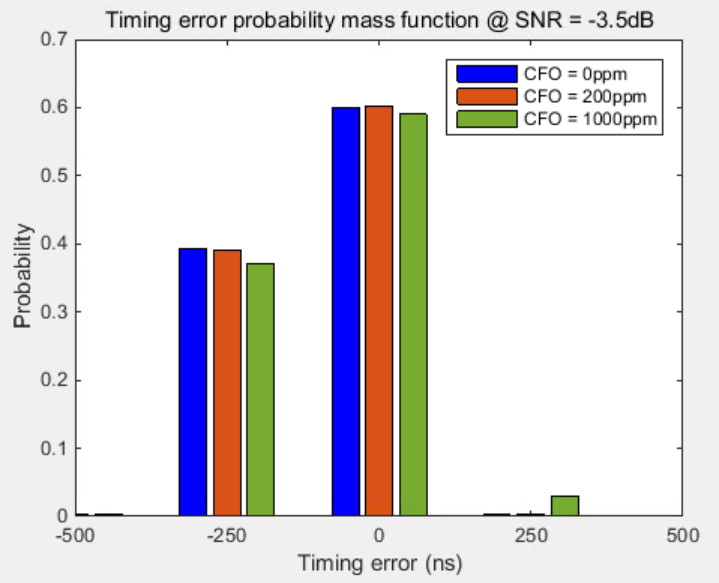 Timing error probability mass function @ SNR = -3.5dB
0.7
0.6
0.5
0.4
0.3
0.2
0.1
0
Probability
CFO = 0ppm
CFO = 200ppm
CFO = 1000ppm
-500
-250
0
250
500
Timing error (ns)